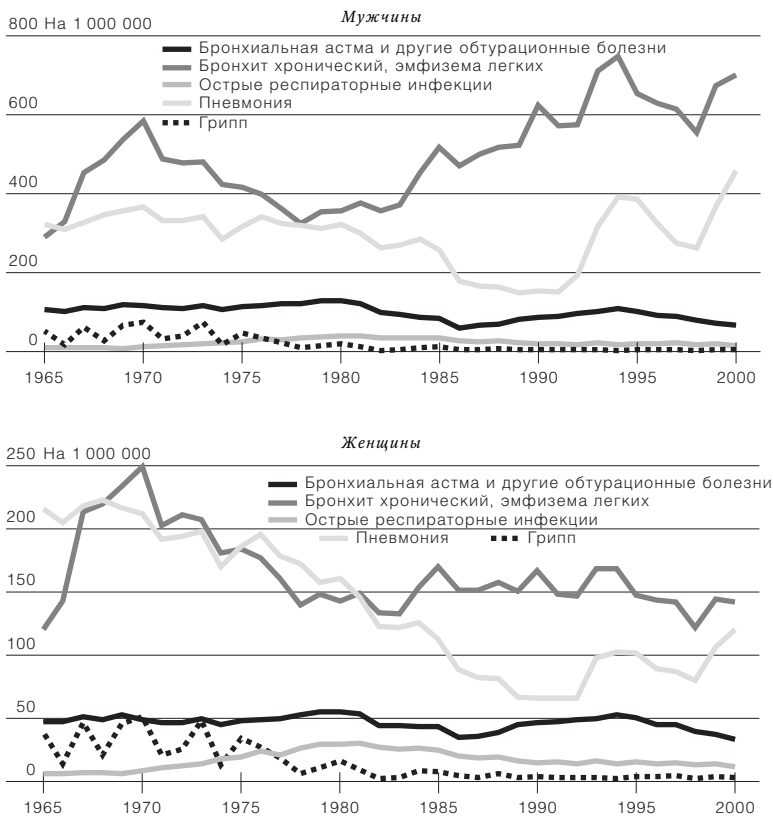 Мужчины
800 На 1 000 000
Бронхиальная астма и другие обтурационные болезни
Бронхит хронический, эмфизема легких
Острые респираторные инфекции
Пневмония
600
Грипп
400
200
0
1965 1970 1975 1980 1985 1990 1995 2000
Женщины
250 На 1 000 000
Бронхиальная астма и другие обтурационные болезни
Бронхит хронический, эмфизема легких
200
Острые респираторные инфекции
Пневмония Грипп
150
100
50
0
1965 1970 1975 1980 1985 1990 1995 2000